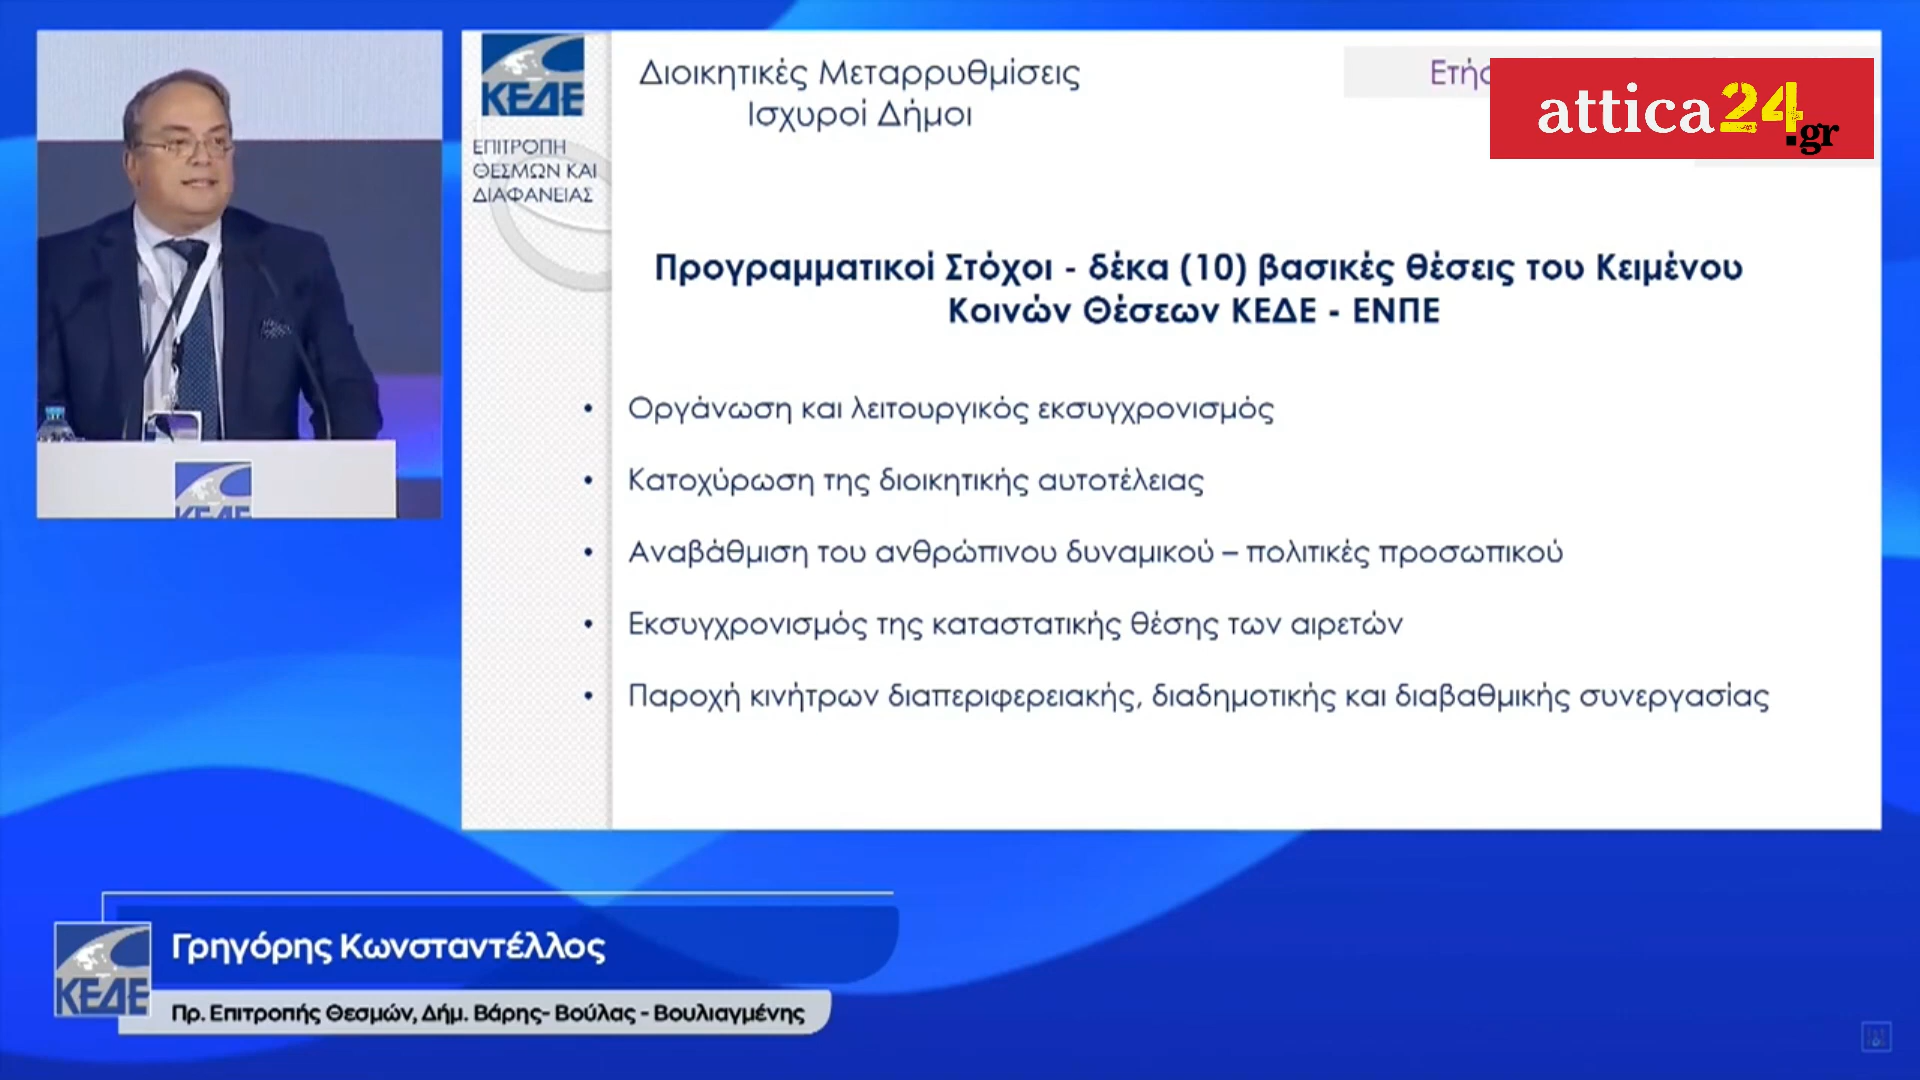 ΚΕΔΕ
ΕΠΙΤΡΟΠΗ
ΘΕΣΜΩΝ ΚΑΙ
ΔΙΑΦΑΝΕΙΑΣ
Διοικητικές Μεταρρυθμίσεις
Ισχυροί Δήμοι
attica24.gr
Προγραμματικοί Στόχοι - δέκα (10) βασικές θέσεις του Κειμένου
Κοινών Θέσεων ΚΕΔΕ - ΕΝΠΕ
• Οργάνωση και λειτουργικός εκσυγχρονισμός
• Κατοχύρωση της διοικητικής αυτοτέλειας
• Αναβάθμιση του ανθρώπινου δυναμικού – πολιτικές προσωπικού
• Εκσυγχρονισμός της καταστατικής θέσης των αιρετών
• Παροχή κινήτρων διαπεριφερειακής, διαδημοτικής και διαβαθμικής συνεργασίας
ΚΕΔΕ
Γρηγόρης Κωνσταντέλλος
ΚΕΔΕ
Πρ. Επιτροπής Θεσμών, Δήμ. Βάρης- Βούλας - Βουλιαγμένης